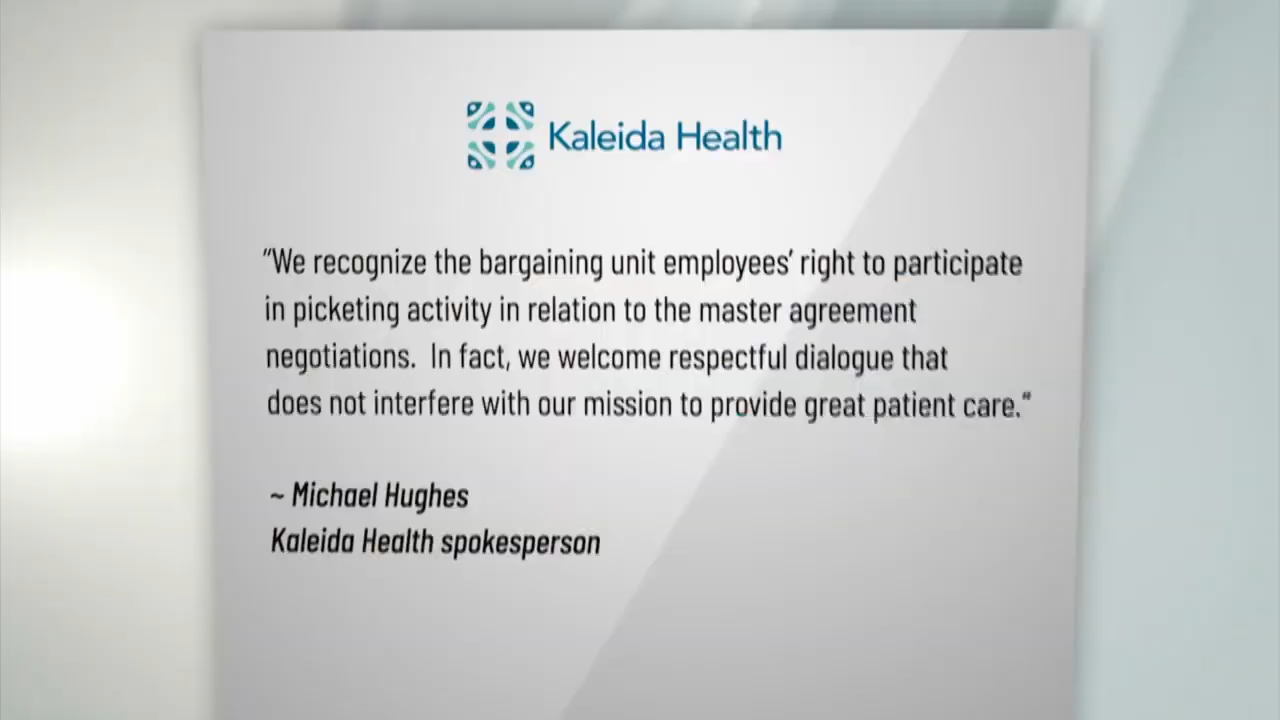 Kaleida Health
“We recognize the bargaining unit employees’ right to participate
in picketing activity in relation to the master agreement
negotiations.  In fact, we welcome respectful dialogue that
does not interfere with our mission to provide great patient care.”
~ Michael Hughes
Kaleida Health spokesperson